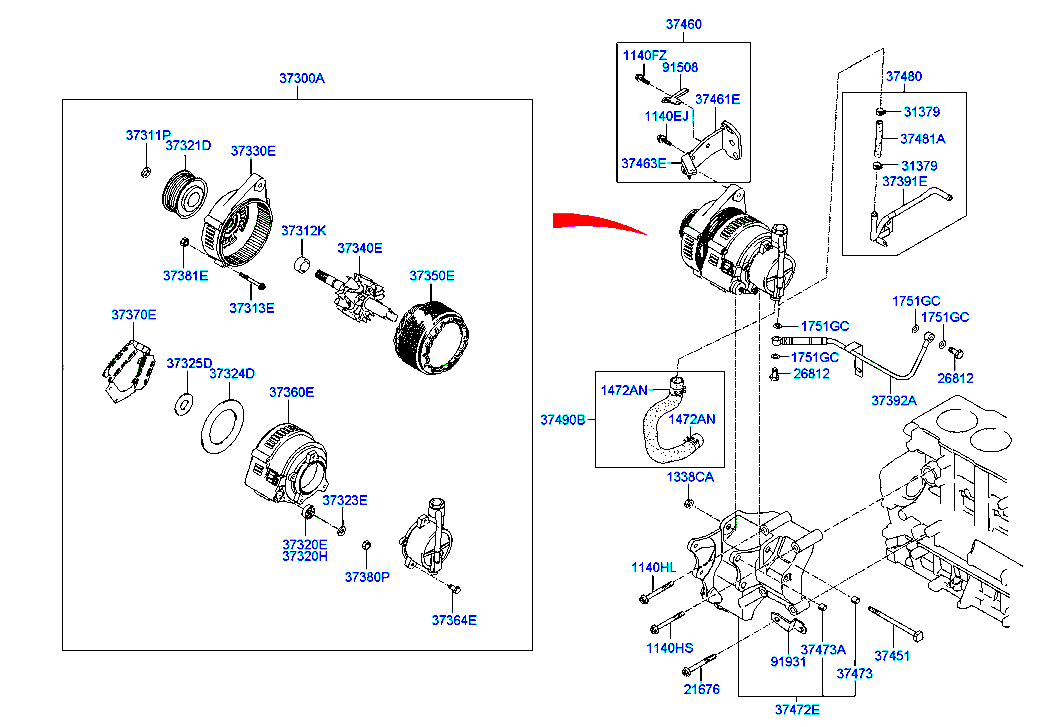 37460
37300A
1140FZ
91508
37480
37461E
31379
1140EJ
37311P
37321D
37330E
37463E
37481A
31379
37391E
37312K
37340E
37381E
37350E
37313E
1751GC
37370E
1751GC
1751GC
1751GC
37325D
37324D
26812
26812
37360E
1472AN
37392A
37490B
1472AN
1338CA
37323E
37320E
37320H
37380P
1140HL
37364E
1140HS
37473A
37451
91931
37473
21676
37472E